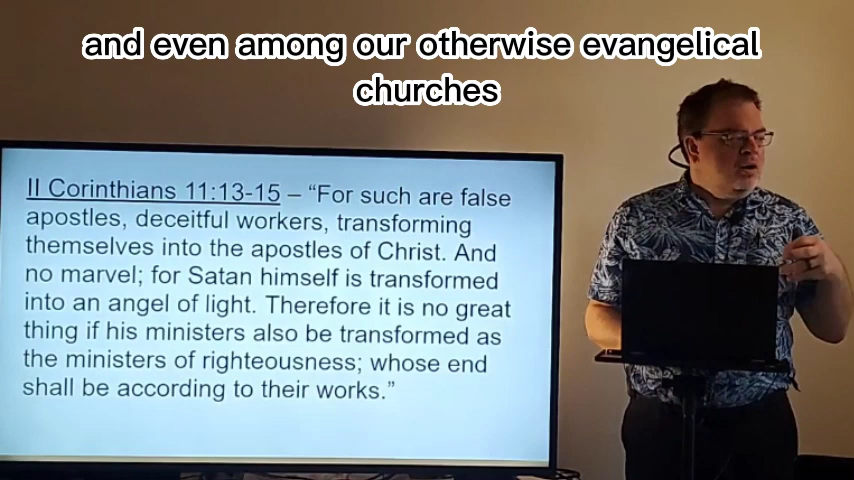 and even among our otherwise evangelical
churches
II Corinthians 11:13-15 – “For such are false
apostles, deceitful workers, transforming
themselves into the apostles of Christ. And
no marvel; for Satan himself is transformed
into an angel of light. Therefore it is no great
thing if his ministers also be transformed as
the ministers of righteousness; whose end
shall be according to their works.”